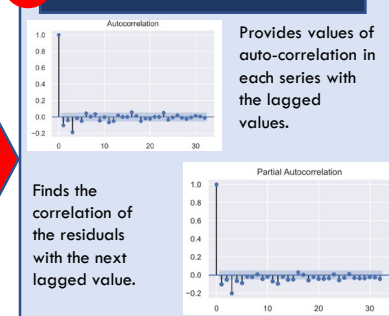 Autocorrelation
1.0
0.8
0.6
0.4
0.2
0.0
−0.2
0
10
20
30
Provides values of
auto-correlation in
each series with
the lagged
values.
Finds the
correlation of
the residuals
with the next
lagged value.
Partial Autocorrelation
1.0
0.8
0.6
0.4
0.2
0.0
−0.2
0
10
20
30